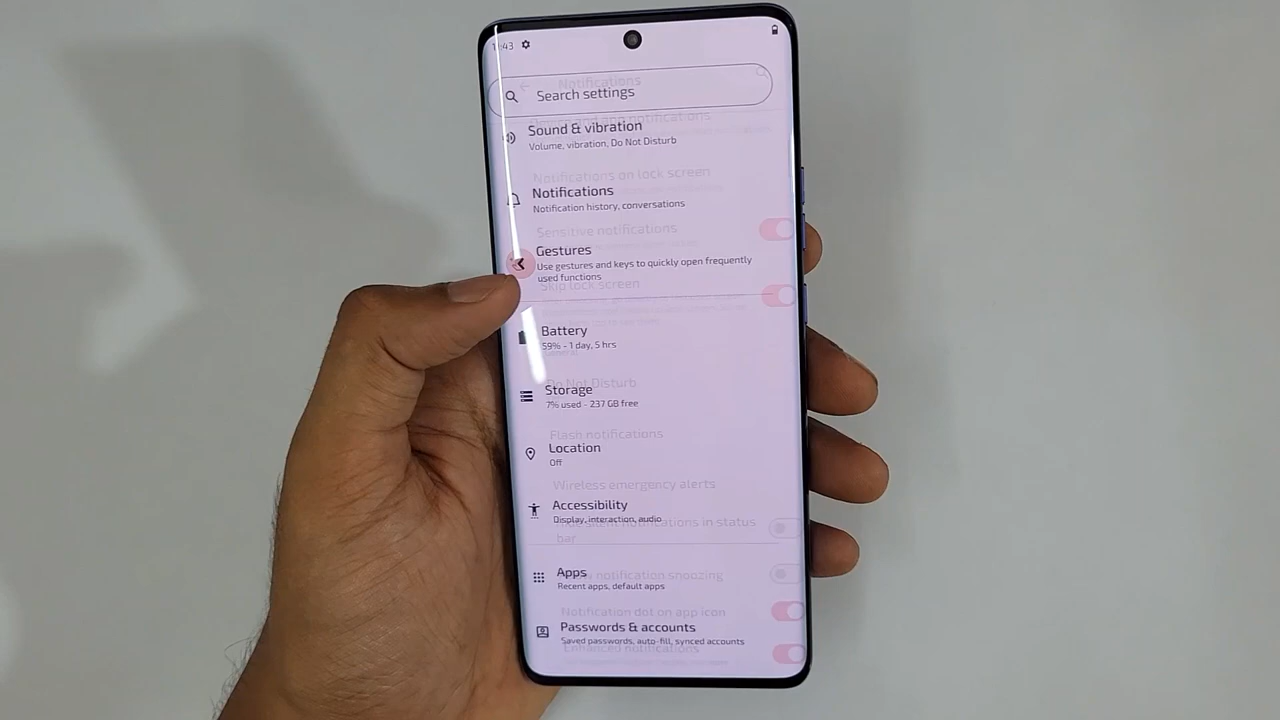 Search settings
Notifications
Sound & vibration
Volume, vibration, Do Not Disturb
Notifications on lock screen
Notifications
Notification history, conversations
Sensitive notifications
Gestures
Use gestures and keys to quickly open frequently
used functions
Skip lock screen
Battery
59% - 1 day, 5 hrs
General
Do Not Disturb
Storage
7% used - 237 GB free
Flash notifications
Location
Off
Wireless emergency alerts
Accessibility
Display, interaction, audio
Hide silent notifications in status
bar
Apps
notification snoozing
Recent apps, default apps
Notification dot on app icon
Passwords & accounts
Saved passwords, auto-fill, synced accounts
Enhanced notifications